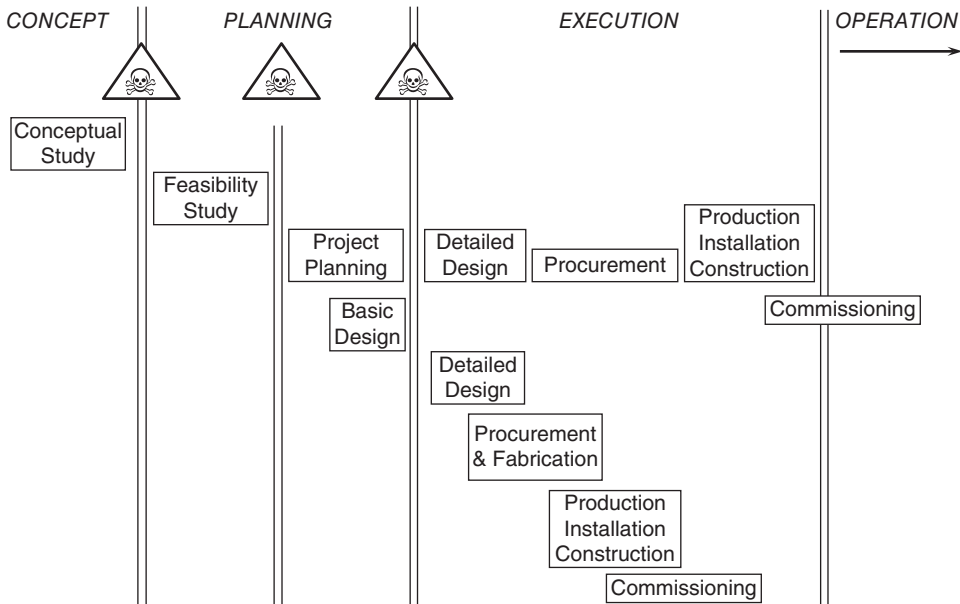 CONCEPT
PLANNING
EXECUTION
OPERATION
Conceptual
Study
Feasibility
Study
Project
Planning
Detailed
Design
Procurement
Production
Installation
Construction
Basic
Design
Commissioning
Detailed
Design
Procurement
& Fabrication
Production
Installation
Construction
Commissioning